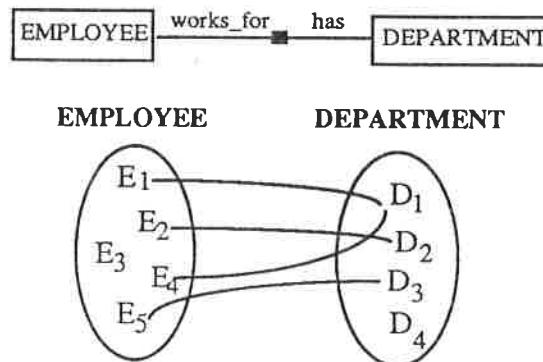 works_for has
EMPLOYEE DEPARTMENT
EMPLOYEE DEPARTMENT
E1 D1
E2 D2
E3
E4 D3
E5 D4